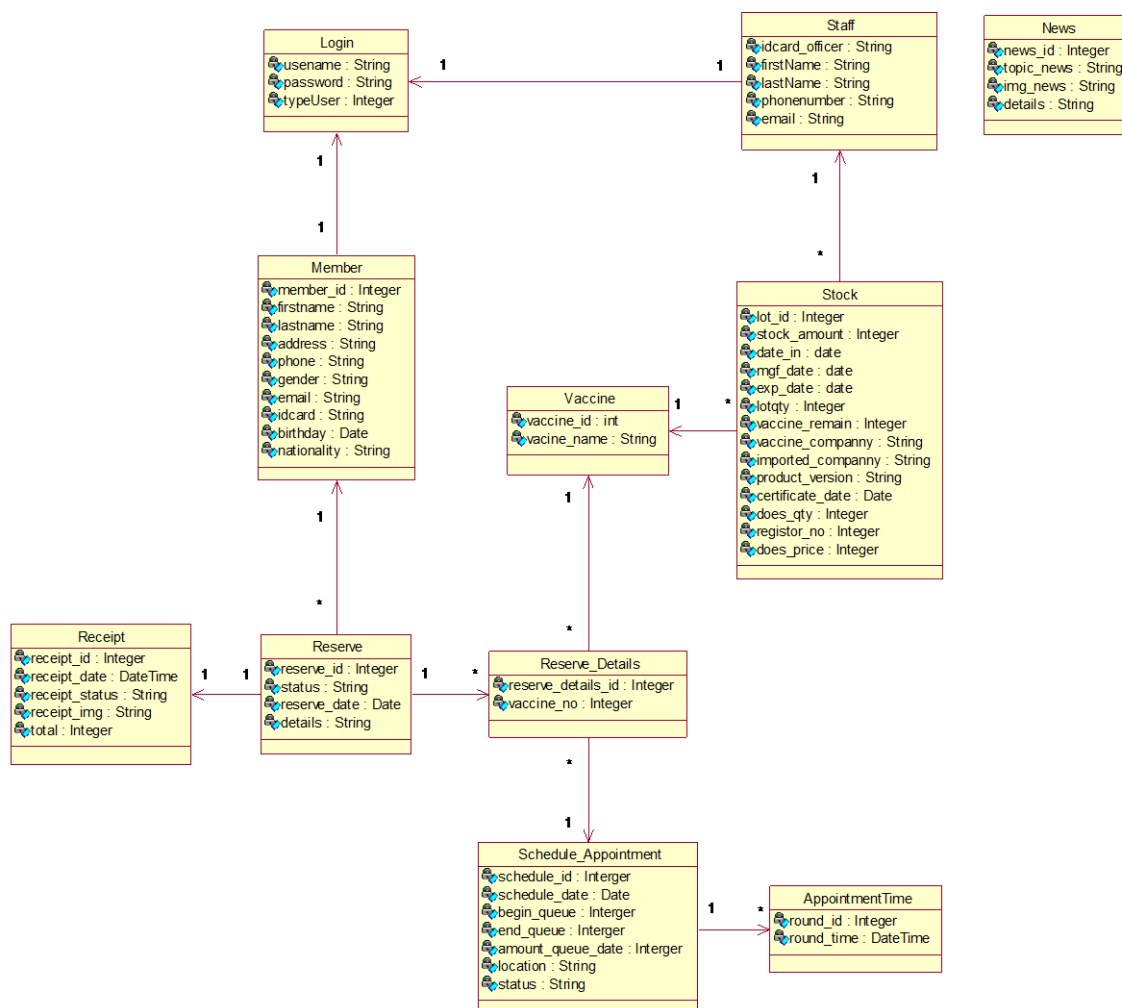 Login
usename : String
password : String
typeUser : Integer
1
1
Staff
idcard_officer : String
firstName : String
lastName : String
phonenumber : String
email : String
News
news_id : Integer
topic_news : String
img_news : String
details : String
1
1
1
*
Member
member_id : Integer
firstname : String
lastname : String
address : String
phone : String
gender : String
email : String
idcard : String
birthday : Date
nationality : String
Stock
lot_id : Integer
stock_amount : Integer
date_in : date
mgf_date : date
exp_date : date
lotqty : Integer
vaccine_remain : Integer
vaccine_companny : String
imported_companny : String
product_version : String
certificate_date : Date
does_qty : Integer
registor_no : Integer
does_price : Integer
Vaccine
vaccine_id : int
vacine_name : String
1
*
1
*
1
*
Receipt
receipt_id : Integer
receipt_date : DateTime
receipt_status : String
receipt_img : String
total : Integer
1
1
Reserve
reserve_id : Integer
status : String
reserve_date : Date
details : String
1
*
Reserve_Details
reserve_details_id : Integer
vaccine_no : Integer
*
1
Schedule_Appointment
schedule_id : Interger
schedule_date : Date
begin_queue : Interger
end_queue : Interger
amount_queue_date : Interger
location : String
status : String
1
*
AppointmentTime
round_id : Integer
round_time : DateTime